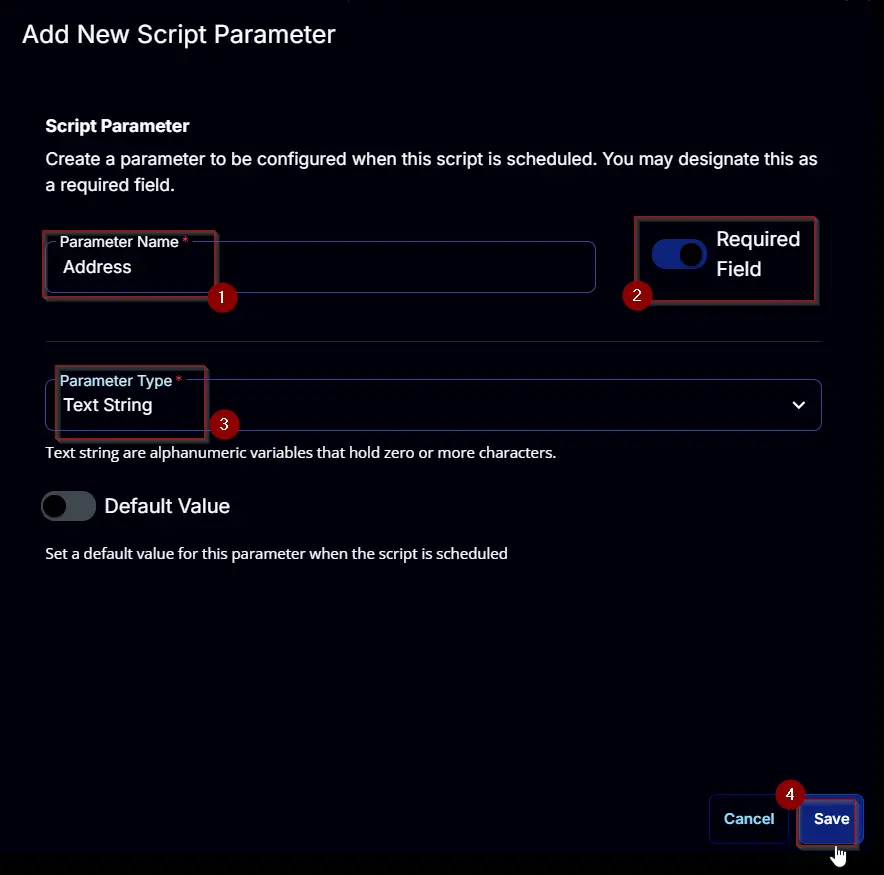 Add New Script Parameter
Script Parameter
Create a parameter to be configured when this script is scheduled. You may designate this as
a required field.
Parameter Name *
Address
1
Required
Field
2
Parameter Type *
Text String
3
Text string are alphanumeric variables that hold zero or more characters.
Default Value
Set a default value for this parameter when the script is scheduled
4
Cancel
Save